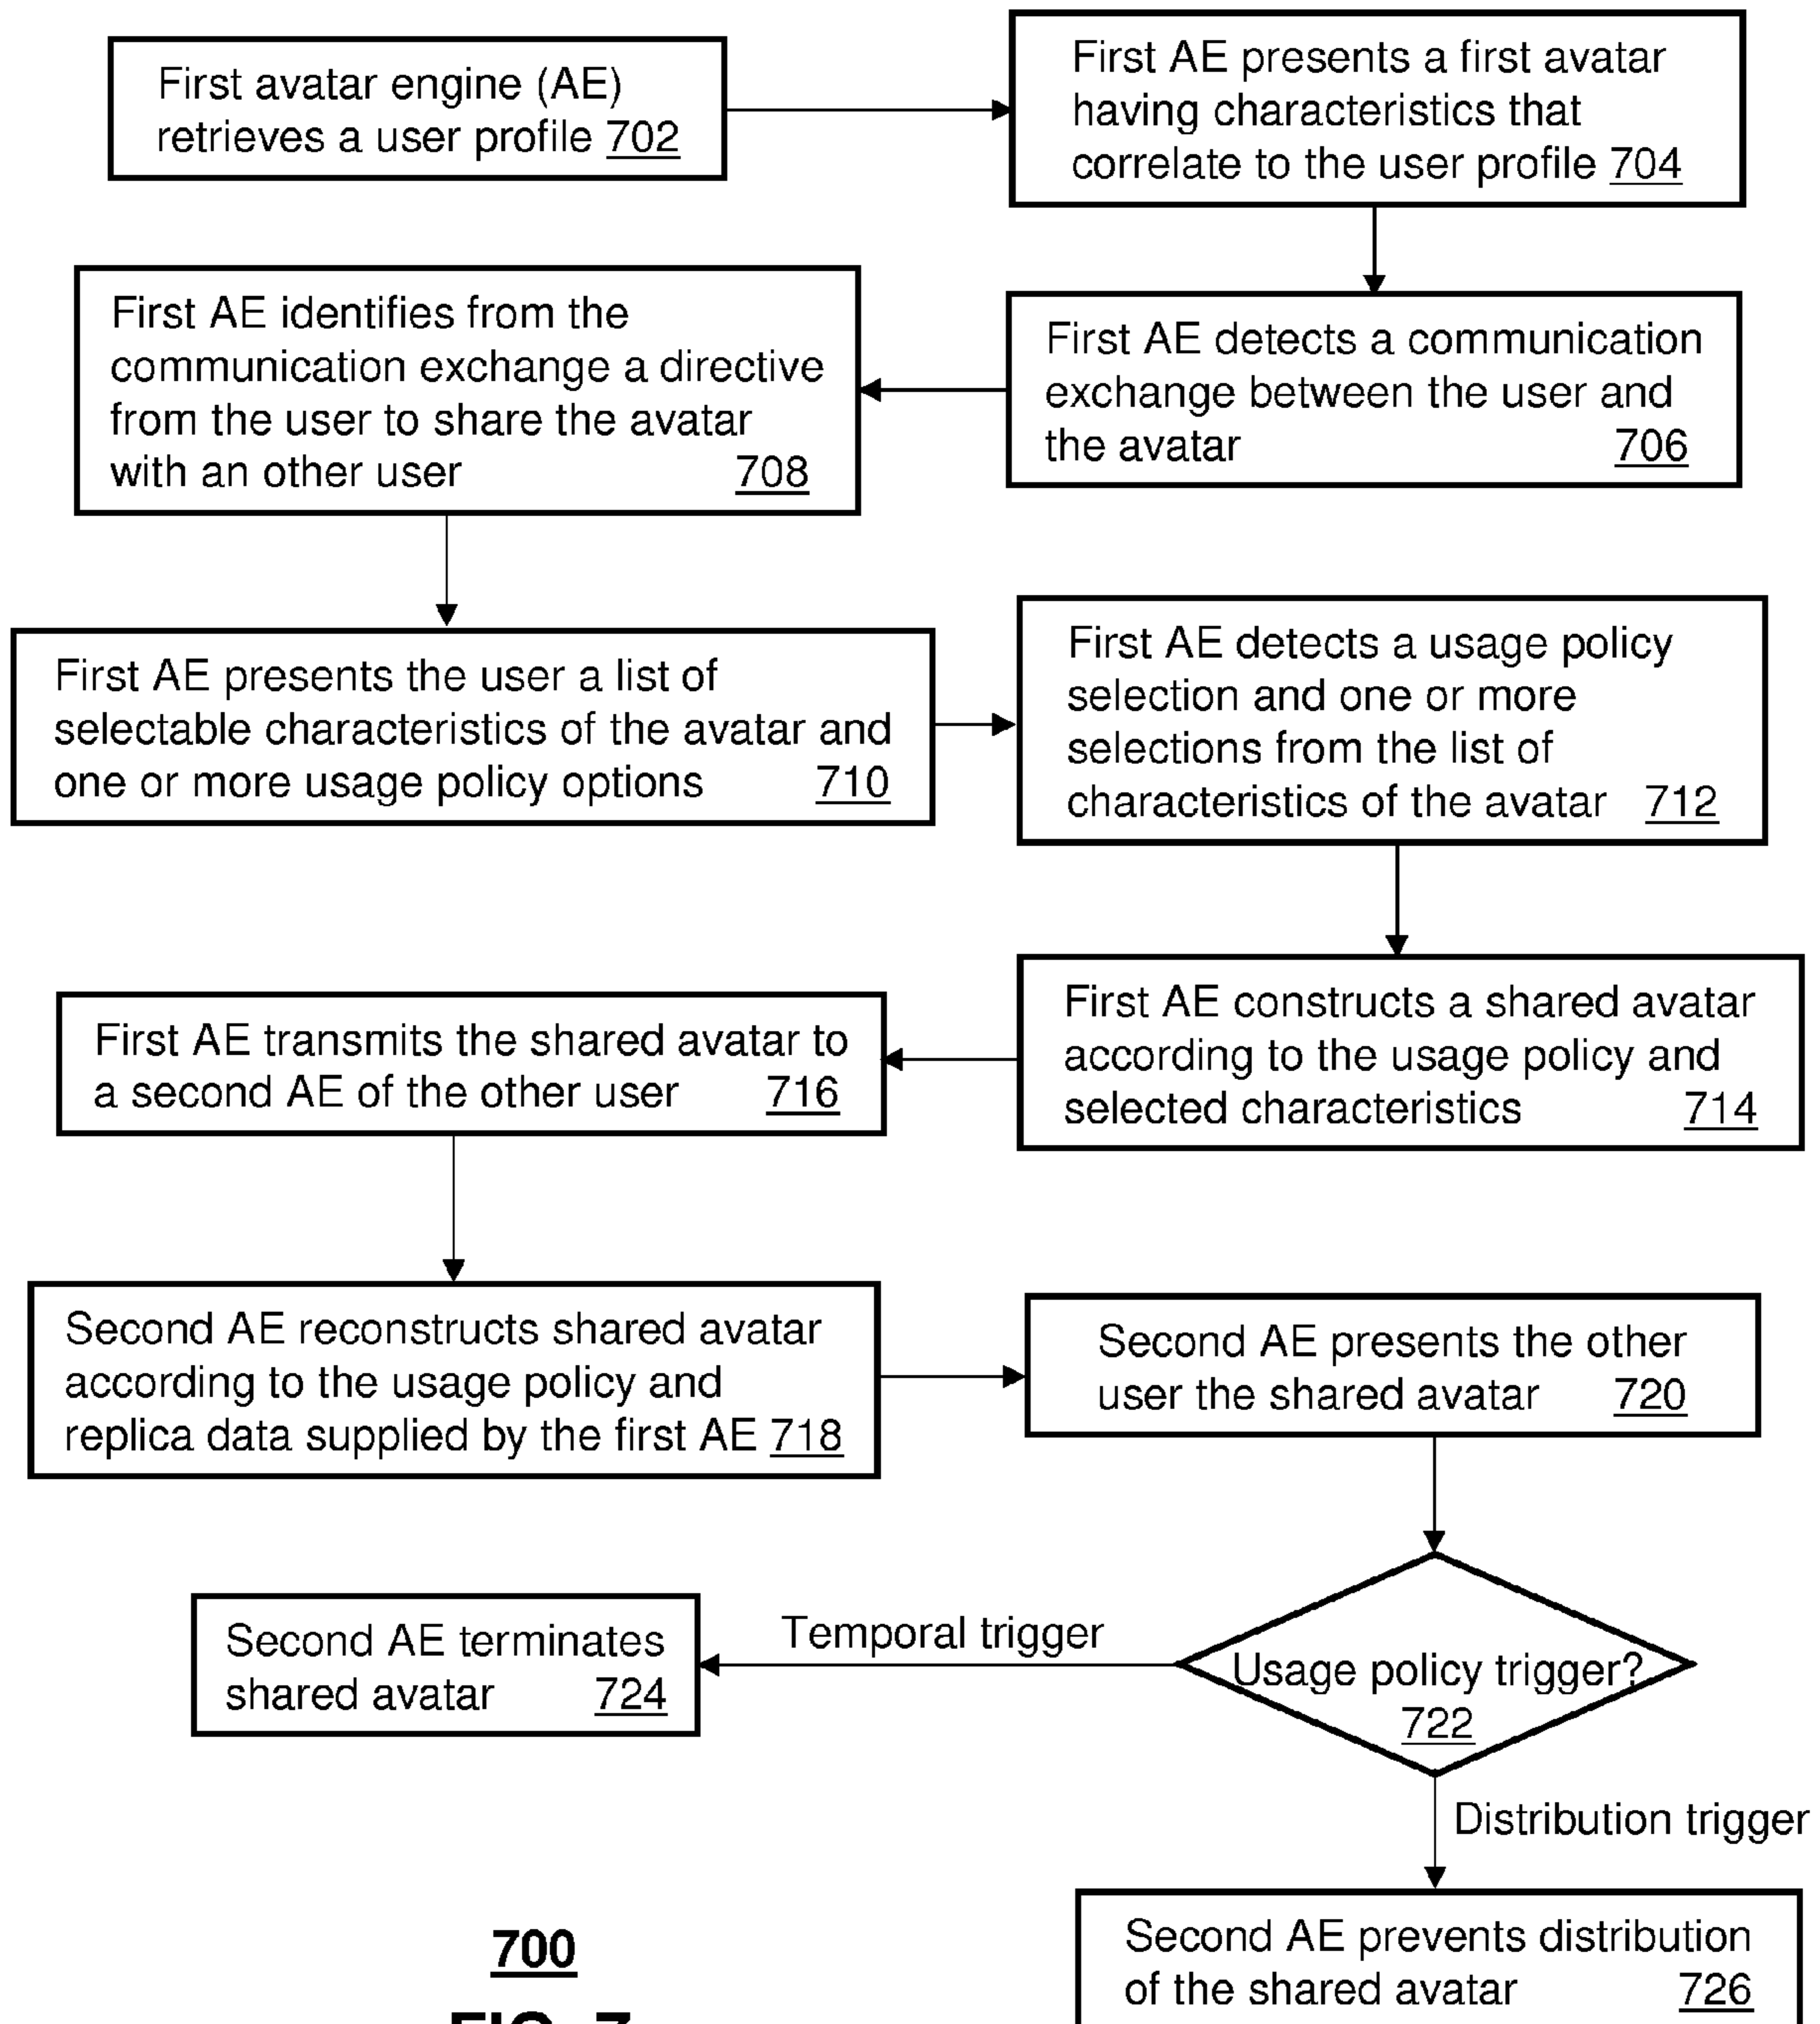 First avatar engine (AE)
retrieves a user profile 702
First AE presents a first avatar
having characteristics that
correlate to the user profile 704
First AE detects a communication
exchange between the user and
the avatar 706
First AE identifies from the
communication exchange a directive
from the user to share the avatar
with an other user 708
First AE presents the user a list of
selectable characteristics of the avatar and
one or more usage policy options 710
First AE detects a usage policy
selection and one or more
selections from the list of
characteristics of the avatar 712
First AE constructs a shared avatar
according to the usage policy and
selected characteristics 714
First AE transmits the shared avatar to
a second AE of the other user 716
Second AE reconstructs shared avatar
according to the usage policy and
replica data supplied by the first AE 718
Second AE presents the other
user the shared avatar 720
Usage policy trigger?
722
Temporal trigger
Second AE terminates
shared avatar 724
Distribution trigger
Second AE prevents distribution
of the shared avatar 726
700
FIG. 7